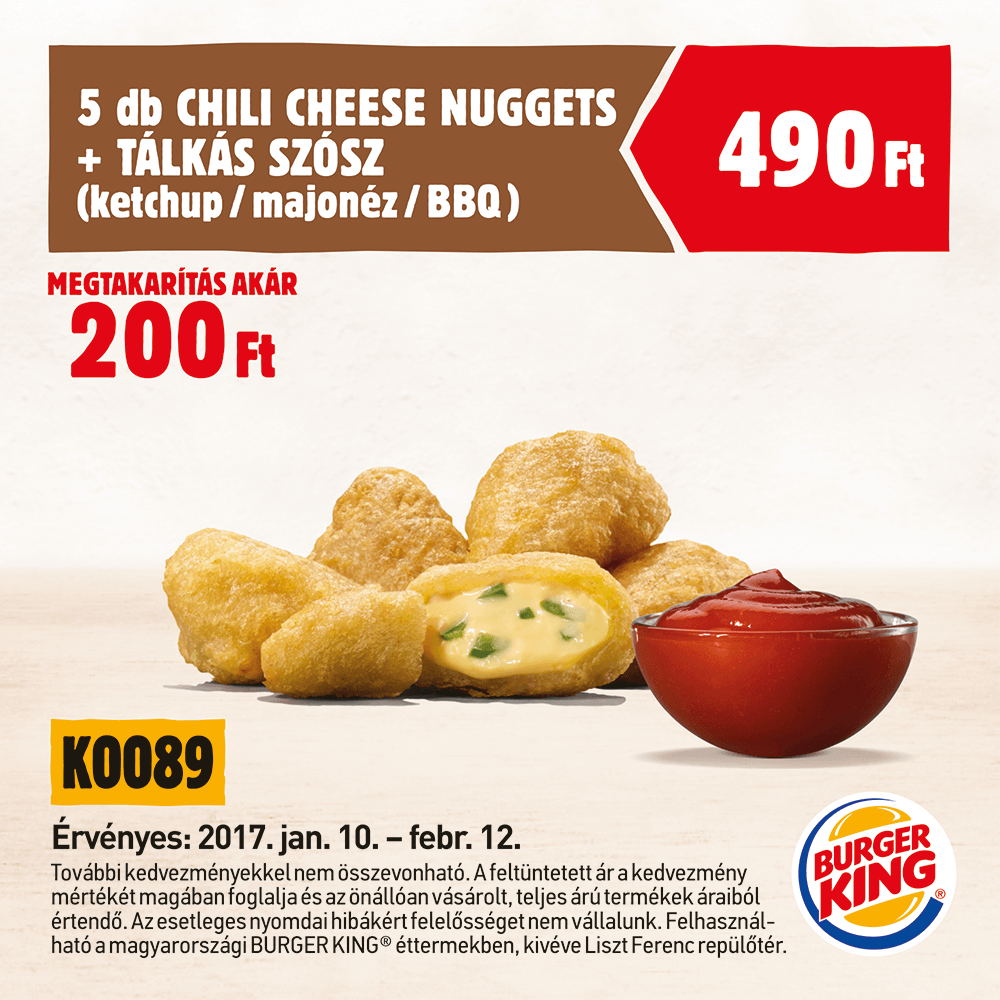 5 db CHILI CHEESE NUGGETS
+ TÁLKÁS SZÓSZ
(ketchup / majonéz / BBQ)
490 Ft
MEGTAKARÍTÁS AKÁR
200 Ft
K0089
Érvényes: 2017. jan. 10. – febr. 12.
További kedvezményekkel nem összevonható. A feltüntetett ár a kedvezmény
mértékét magában foglalja és az önállóan vásárolt, teljes árú termékek áraiból
értendő. Az esetleges nyomdai hibákért felelősséget nem vállalunk. Felhasznál-
ható a magyarországi BURGER KING® éttermekben, kivéve Liszt Ferenc repülőtér.
BURGER
KING®